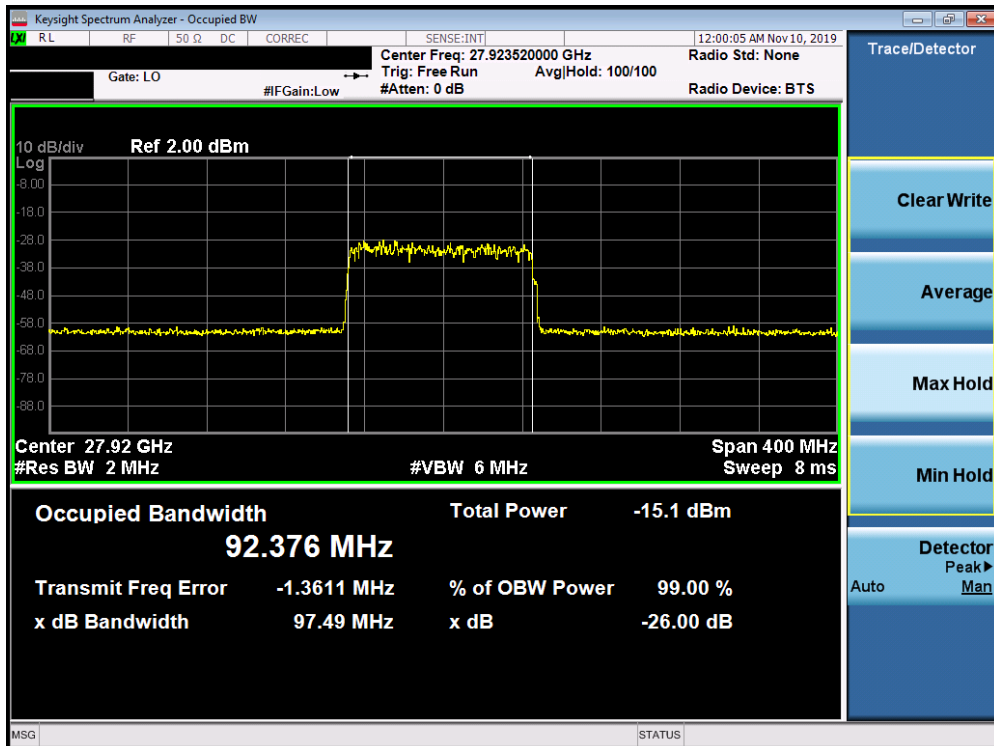 Keysight Spectrum Analyzer - Occupied BW
LXI RL RF 50 Ω DC CORREC SENSE:INT 12:00:05 AM Nov 10, 2019
Center Freq: 27.923520000 GHz Radio Std: None
Gate: LO Trig: Free Run Avg|Hold: 100/100
#IFGain:Low #Atten: 0 dB Radio Device: BTS
10 dB/div Ref 2.00 dBm
Log
-8.00
-18.0
-28.0
-38.0
-48.0
-58.0
-68.0
-78.0
-88.0
Center 27.92 GHz Span 400 MHz
#Res BW 2 MHz #VBW 6 MHz Sweep 8 ms
Occupied Bandwidth Total Power -15.1 dBm
92.376 MHz
Transmit Freq Error -1.3611 MHz % of OBW Power 99.00 %
x dB Bandwidth 97.49 MHz x dB -26.00 dB
MSG STATUS
Trace/Detector
Clear Write
Average
Max Hold
Min Hold
Detector
Peak▶
Auto Man